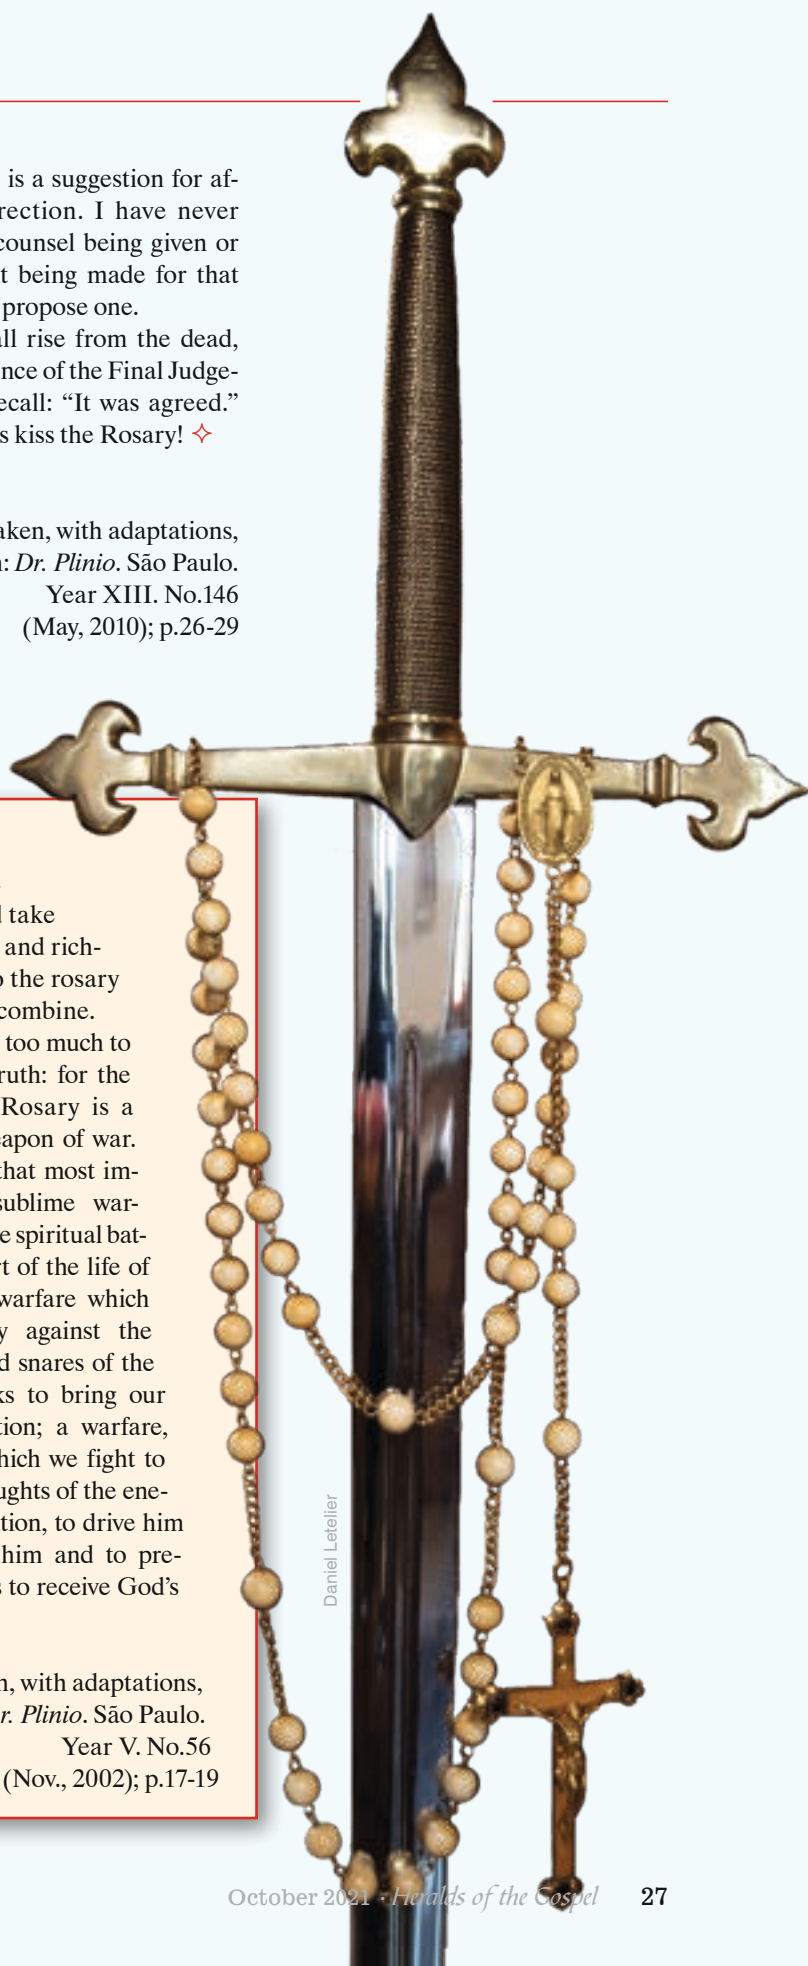 is a suggestion for af-
rection. I have never
counsel being given or
t being made for that
propose one.
all rise from the dead,
nce of the Final Judge-
ecall: “It was agreed.”
s kiss the Rosary!
aken, with adaptations,
: Dr. Plinio. São Paulo.
Year XIII. No.146
(May, 2010); p.26-29
take
and rich-
o the rosary
combine.
too much to
ruth: for the
Rosary is a
eapon of war.
that most im-
sublime war-
e spiritual bat-
rt of the life of
warfare which
y against the
d snares of the
ks to bring our
tion; a warfare,
hich we fight to
ughts of the ene-
tion, to drive him
him and to pre-
s to receive God’s
n, with adaptations,
r. Plinio. São Paulo.
Year V. No.56
(Nov., 2002); p.17-19
Daniel Letelier
October 2021 · Heralds of the Gospel 27